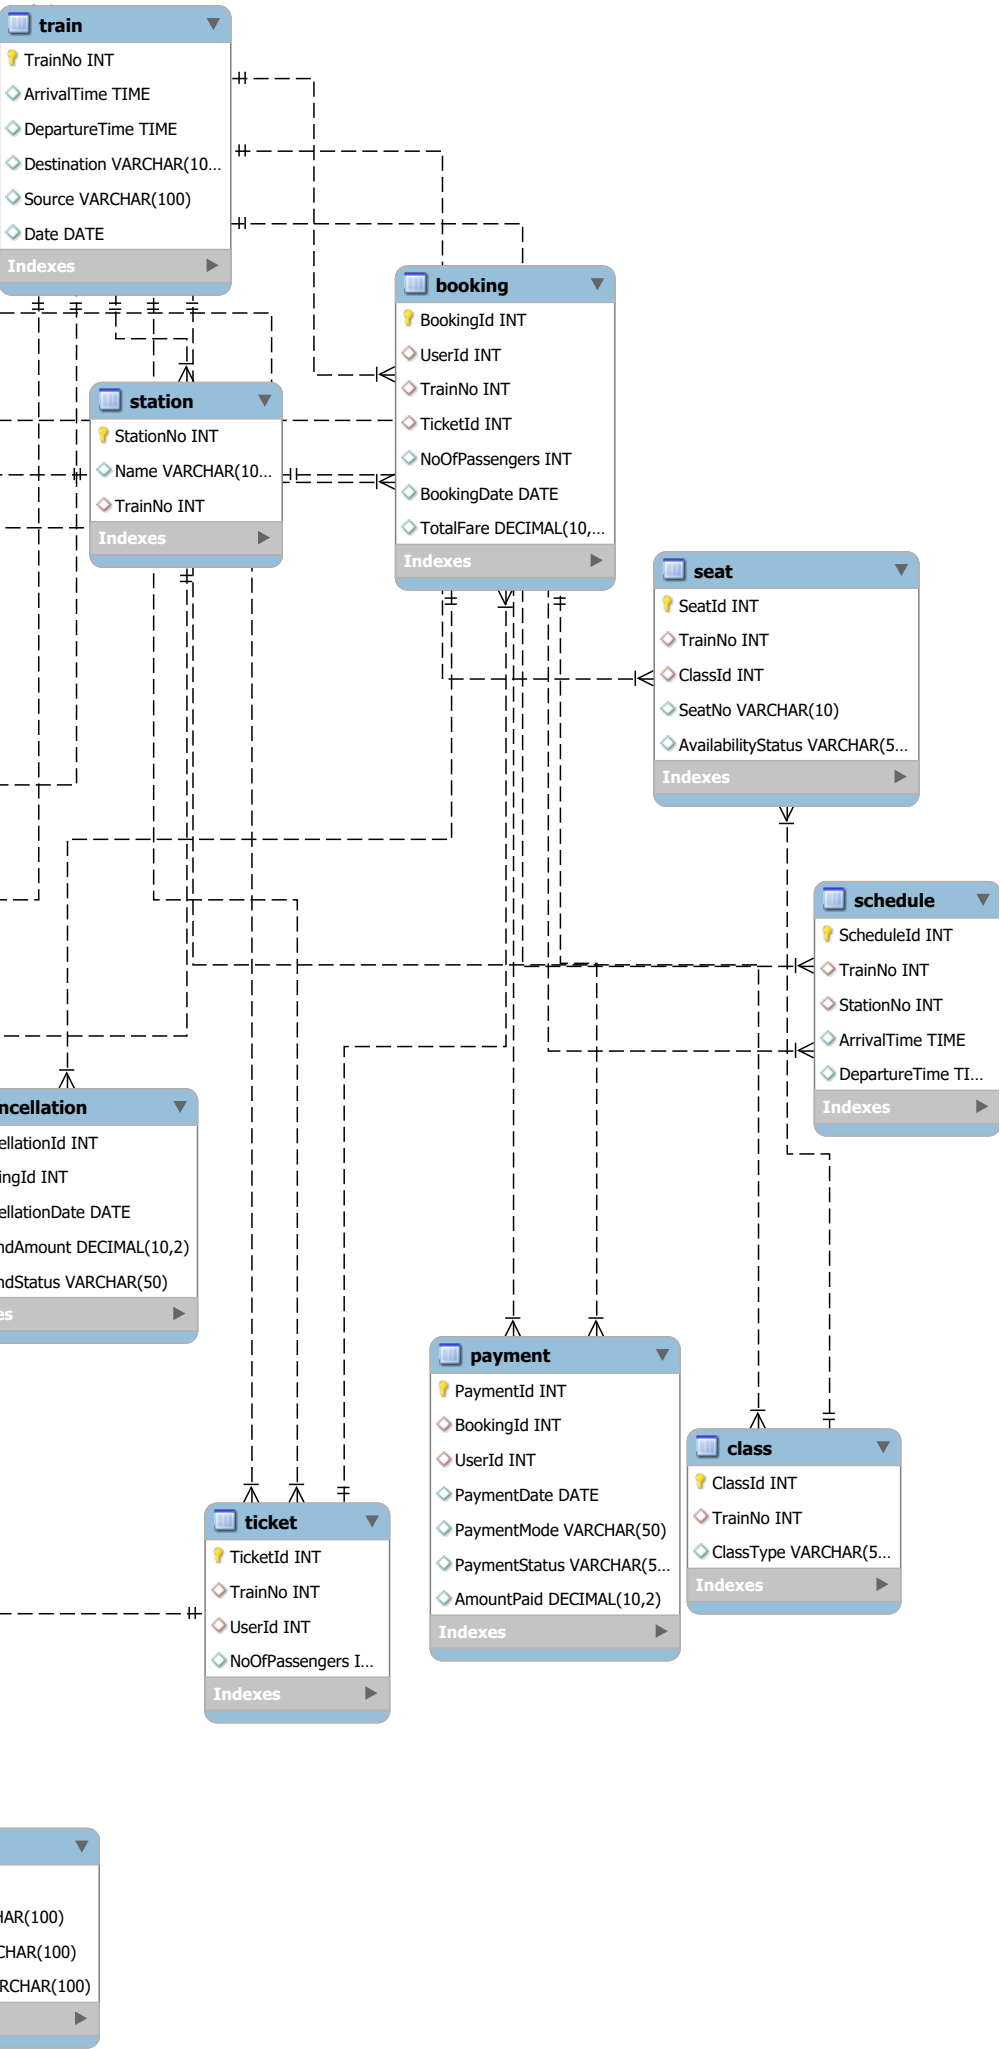 train
TrainNo INT
ArrivalTime TIME
DepartureTime TIME
Destination VARCHAR(10...
Source VARCHAR(100)
Date DATE
Indexes
booking
BookingId INT
UserId INT
TrainNo INT
TicketId INT
NoOfPassengers INT
BookingDate DATE
TotalFare DECIMAL(10,...
Indexes
station
StationNo INT
Name VARCHAR(10...
TrainNo INT
Indexes
seat
SeatId INT
TrainNo INT
ClassId INT
SeatNo VARCHAR(10)
AvailabilityStatus VARCHAR(5...
Indexes
schedule
ScheduleId INT
TrainNo INT
StationNo INT
ArrivalTime TIME
DepartureTime TI...
Indexes
ncellation
ellationId INT
ingId INT
ellationDate DATE
ndAmount DECIMAL(10,2)
ndStatus VARCHAR(50)
es
payment
PaymentId INT
BookingId INT
UserId INT
PaymentDate DATE
PaymentMode VARCHAR(50)
PaymentStatus VARCHAR(5...
AmountPaid DECIMAL(10,2)
Indexes
class
ClassId INT
TrainNo INT
ClassType VARCHAR(5...
Indexes
ticket
TicketId INT
TrainNo INT
UserId INT
NoOfPassengers I...
Indexes
HAR(100)
CHAR(100)
RCHAR(100)